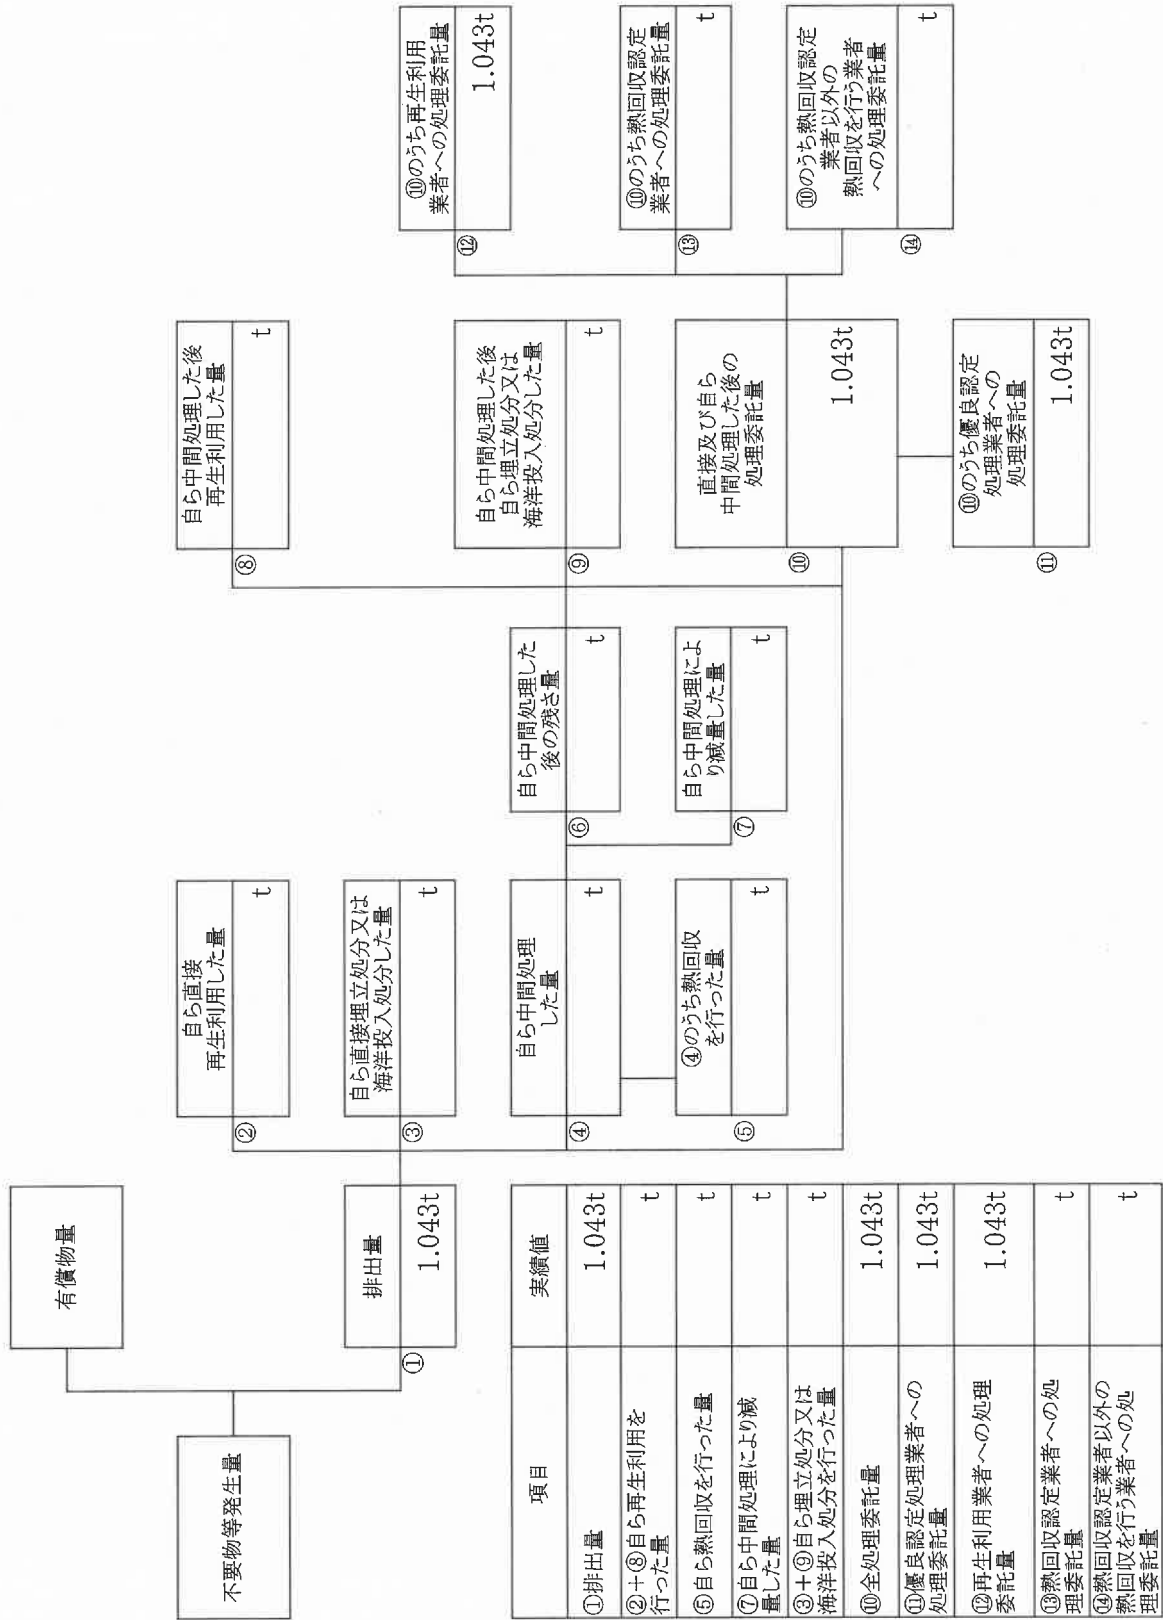 有償物量
不要物等発生量
排出量
①
1.043t
自ら直接
再生利用した量
②
t
自ら直接埋立処分又は
海洋投入処分した量
③
t
自ら中間処理
した量
④
t
④のうち熱回収
を行った量
⑤
t
自ら中間処理した
後の残さ量
⑥
t
自ら中間処理によ
り減量した量
⑦
t
自ら中間処理した後
再生利用した量
⑧
t
自ら中間処理した後
自ら埋立処分又は
海洋投入処分した量
⑨
t
直接及び自ら
中間処理した後の
処理委託量
⑩
1.043t
⑩のうち優良認定
処理業者への
処理委託量
⑪
1.043t
⑩のうち再生利用
業者への処理委託量
⑫
1.043t
⑩のうち熱回収認定
業者への処理委託量
⑬
t
⑩のうち熱回収認定
業者以外の
熱回収を行う業者
への処理委託量
⑭
t
項目 実績値
①排出量 1.043t
②+⑧自ら再生利用を
行った量 t
⑤自ら熱回収を行った量 t
⑦自ら中間処理により減
量した量 t
③+⑨自ら埋立処分又は
海洋投入処分を行った量 t
⑩全処理委託量 1.043t
⑪優良認定処理業者への
処理委託量 1.043t
⑫再生利用業者への処理
委託量 1.043t
⑬熱回収認定業者への処
理委託量 t
⑭熱回収認定業者以外の
熱回収を行う業者への処
理委託量 t